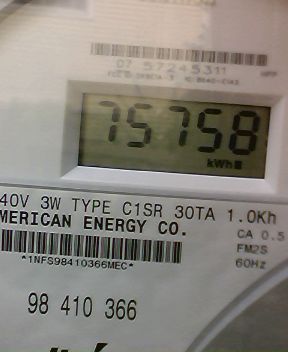 07 57245311
75758
kWh
40V 3W TYPE C1SR 30TA 1.0Kh
MERICAN ENERGY CO.
CA 0.5
FM2S
*1NFS98410366MEC*
60Hz
98 410 366